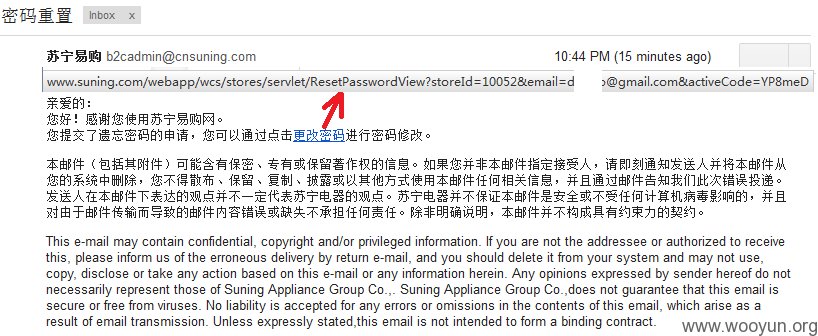 密码重置 Inbox x
苏宁易购 b2cadmin@cnsuning.com 10:44 PM (15 minutes ago)
www.suning.com/webapp/wcs/stores/servlet/ResetPasswordView?storeId=10052&email=d @gmail.com&activeCode=YP8meD
亲爱的：
您好！感谢您使用苏宁易购网。
您提交了遗忘密码的申请，您可以通过点击更改密码进行密码修改。
本邮件（包括其附件）可能含有保密、专有或保留著作权的信息。如果您并非本邮件指定接受人，请即刻通知发送人并将本邮件从
您的系统中删除，您不得散布、保留、复制、披露或以其他方式使用本邮件任何相关信息，并且通过邮件告知我们此次错误投递。
发送人在本邮件下表达的观点并不一定代表苏宁电器的观点。苏宁电器并不保证本邮件是安全或不受任何计算机病毒影响的，并且
对由于邮件传输而导致的邮件内容错误或缺失不承担任何责任。除非明确说明，本邮件并不构成具有约束力的契约。
This e-mail may contain confidential, copyright and/or privileged information. If you are not the addressee or authorized to receive
this, please inform us of the erroneous delivery by return e-mail, and you should delete it from your system and may not use,
copy, disclose or take any action based on this e-mail or any information herein. Any opinions expressed by sender hereof do not
necessarily represent those of Suning Appliance Group Co.,. Suning Appliance Group Co.,does not guarantee that this email is
secure or free from viruses. No liability is accepted for any errors or omissions in the contents of this email, which arise as a
result of email transmission. Unless expressly stated,this email is not intended to form a binding contract.
www.wooyun.org